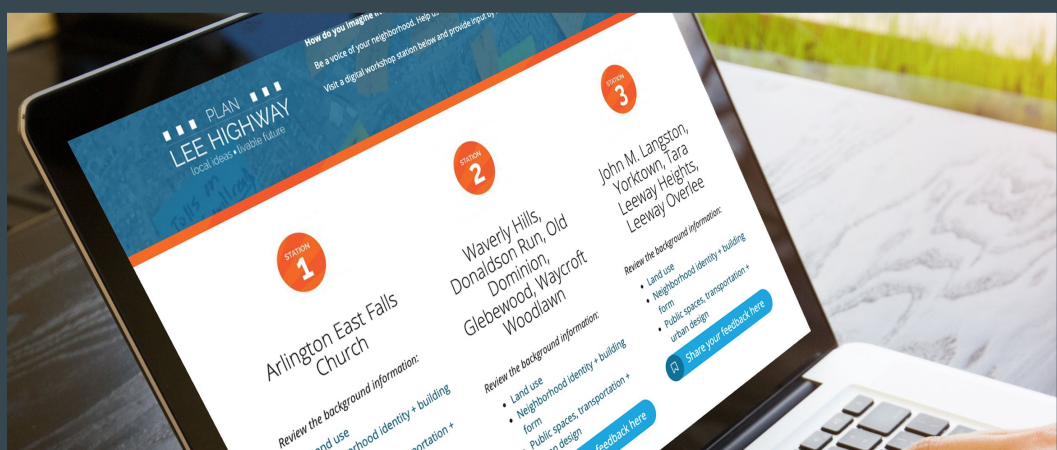 PLAN
LEE HIGHWAY
local ideas • livable future
How do you imagine
Be a voice of your neighborhood. Help
Visit a digital workshop station below and provide input by
STATION
1
Arlington East Falls
Church
Review the background information:
nd use
rhood identity + building
portation +
STATION
2
Waverly Hills,
Donaldson Run, Old
Dominion,
Glebewood, Waycroft
Woodlawn
Review the background information:
• Land use
• Neighborhood identity + building
form
Public spaces, transportation +
n design
feedback here
STATION
3
John M. Langston,
Yorktown, Tara
Leeway Heights,
Leeway Overlee
Review the background information:
• Land use
• Neighborhood identity + building
form
• Public spaces, transportation +
urban design
Share your feedback here